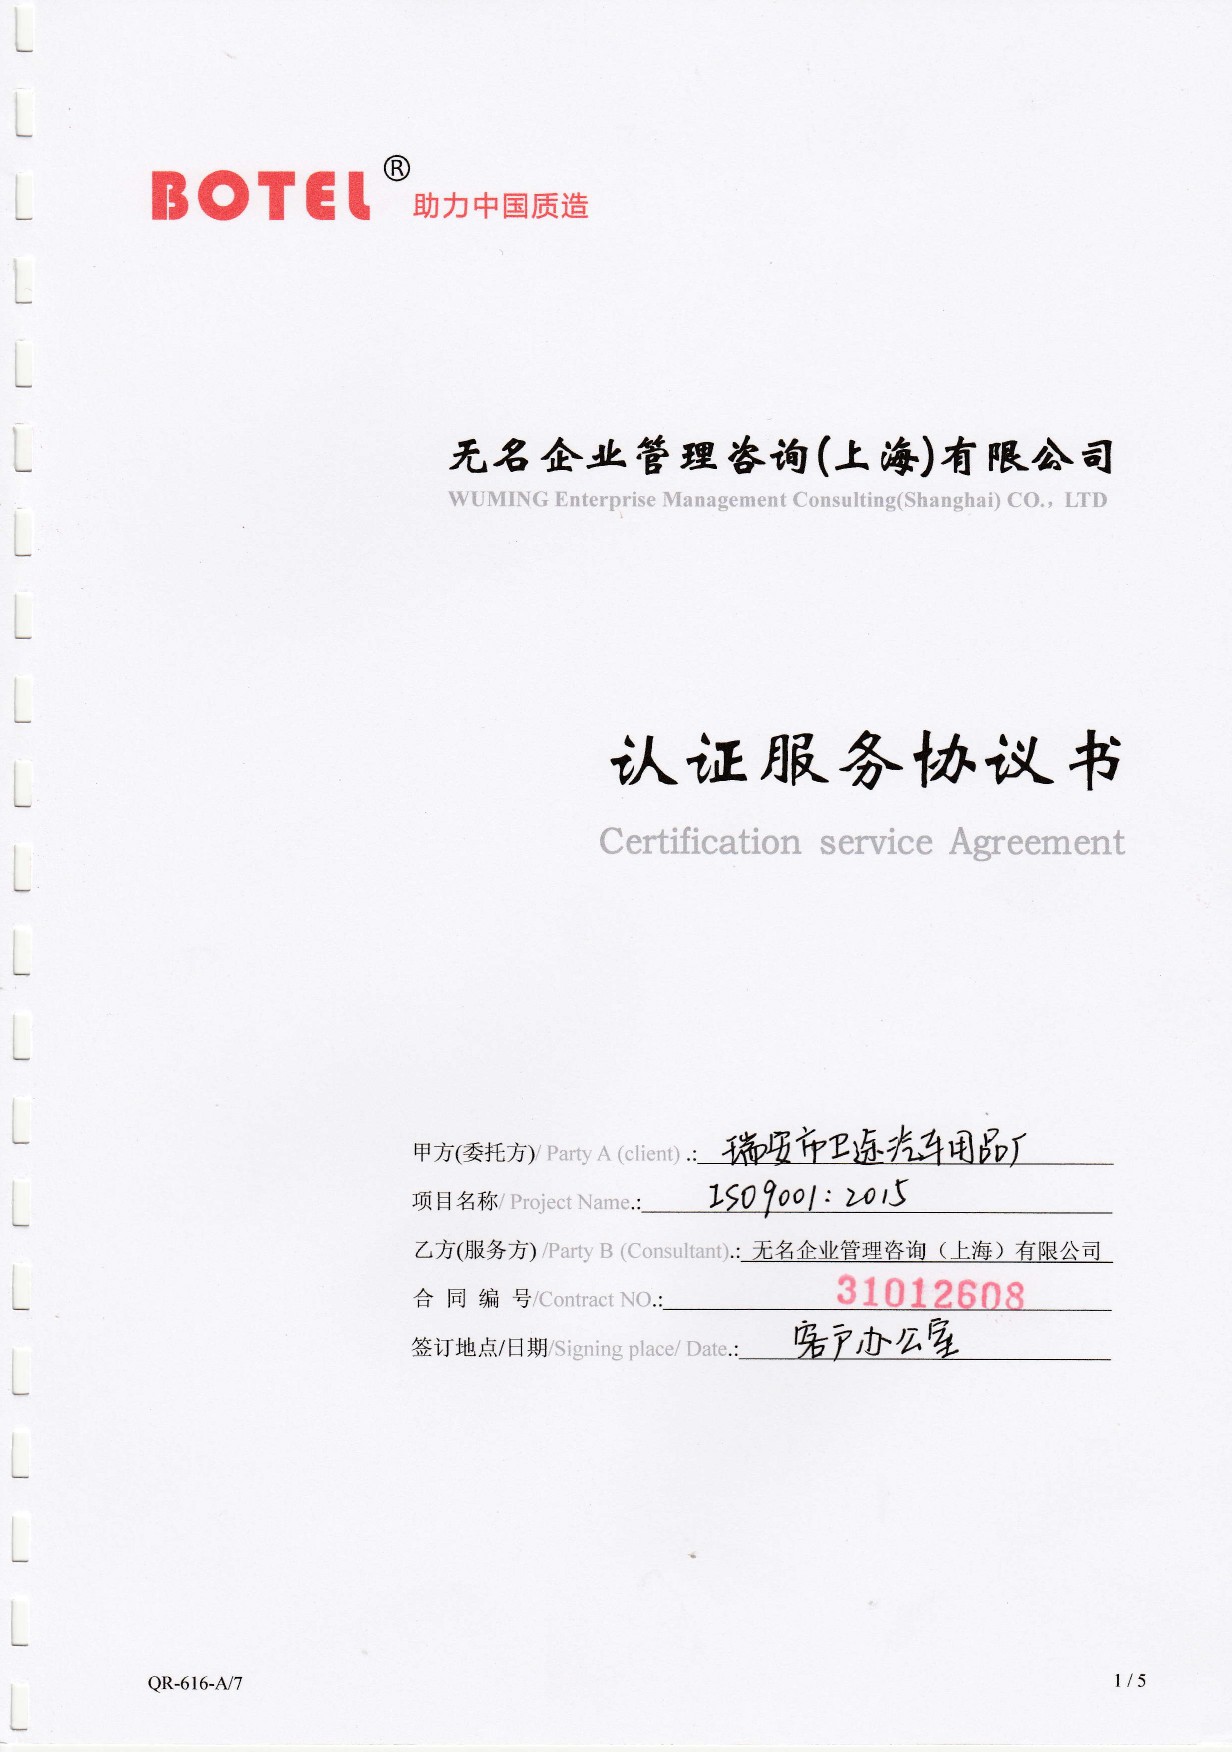 BOTEL® 助力中国质造
无名企业管理咨询(上海)有限公司
WUMING Enterprise Management Consulting(Shanghai) CO.，LTD
认证服务协议书
Certification service Agreement
甲方(委托方)/ Party A (client) .: 瑞安市卫途汽车用品厂
项目名称/ Project Name.: ISO9001：2015
乙方(服务方) /Party B (Consultant).: 无名企业管理咨询（上海）有限公司
合 同 编 号/Contract NO.: 31012608
签订地点/日期/Signing place/ Date.: 客户办公室
QR-616-A/7
1 / 5